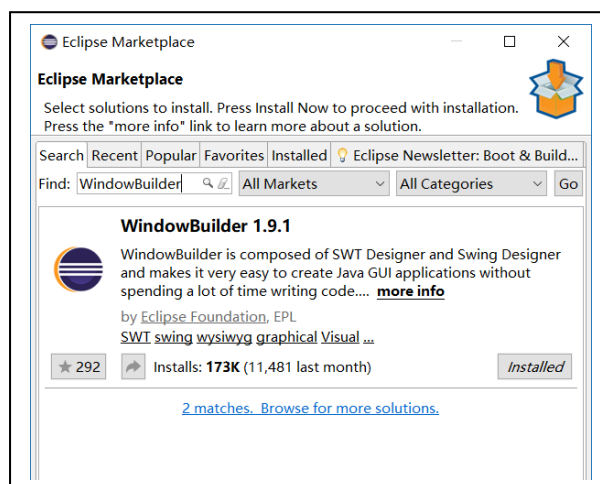 Eclipse Marketplace
Eclipse Marketplace
Select solutions to install. Press Install Now to proceed with installation.
Press the "more info" link to learn more about a solution.
Search Recent Popular Favorites Installed Eclipse Newsletter: Boot & Build...
Find: WindowBuilder All Markets All Categories Go
WindowBuilder 1.9.1
WindowBuilder is composed of SWT Designer and Swing Designer
and makes it very easy to create Java GUI applications without
spending a lot of time writing code.... more info
by Eclipse Foundation, EPL
SWT swing wysiwyg graphical Visual ...
292 Installs: 173K (11,481 last month) Installed
2 matches. Browse for more solutions.